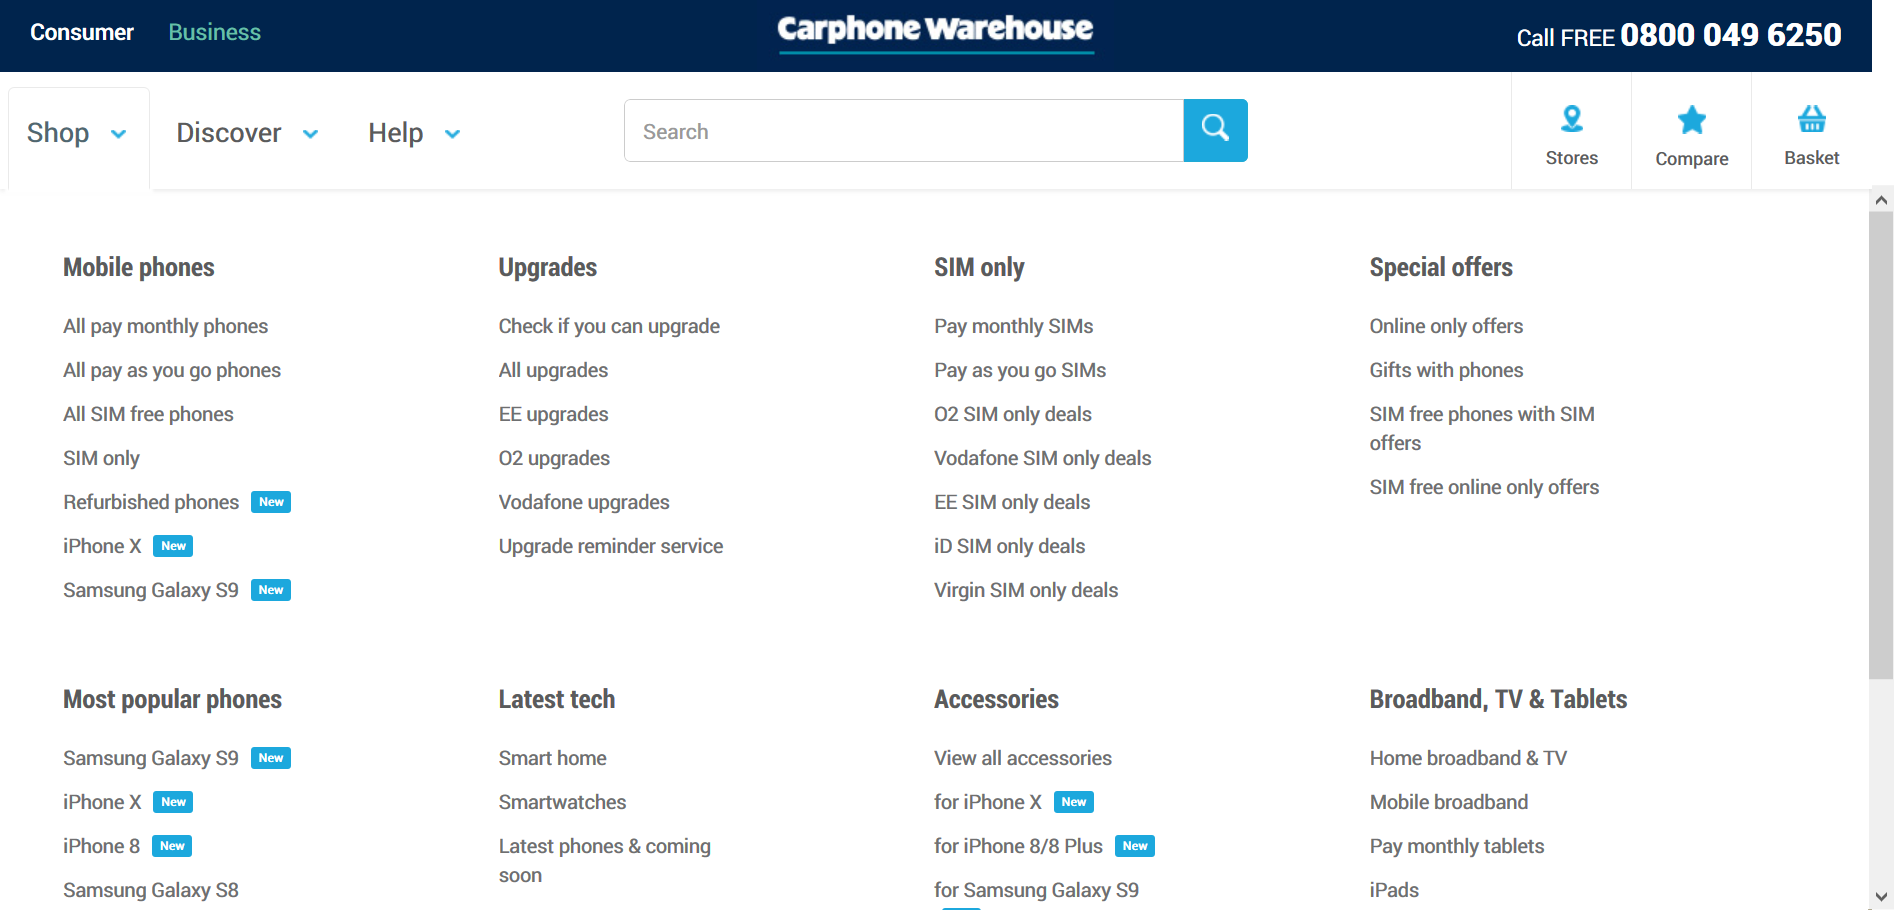 Consumer Business Carphone Warehouse Call FREE 0800 049 6250
Shop Discover Help Search Stores Compare Basket
Mobile phones
All pay monthly phones
All pay as you go phones
All SIM free phones
SIM only
Refurbished phones New
iPhone X New
Samsung Galaxy S9 New
Upgrades
Check if you can upgrade
All upgrades
EE upgrades
O2 upgrades
Vodafone upgrades
Upgrade reminder service
SIM only
Pay monthly SIMs
Pay as you go SIMs
O2 SIM only deals
Vodafone SIM only deals
EE SIM only deals
iD SIM only deals
Virgin SIM only deals
Special offers
Online only offers
Gifts with phones
SIM free phones with SIM
offers
SIM free online only offers
Most popular phones
Samsung Galaxy S9 New
iPhone X New
iPhone 8 New
Samsung Galaxy S8
Latest tech
Smart home
Smartwatches
Latest phones & coming
soon
Accessories
View all accessories
for iPhone X New
for iPhone 8/8 Plus New
for Samsung Galaxy S9
Broadband, TV & Tablets
Home broadband & TV
Mobile broadband
Pay monthly tablets
iPads